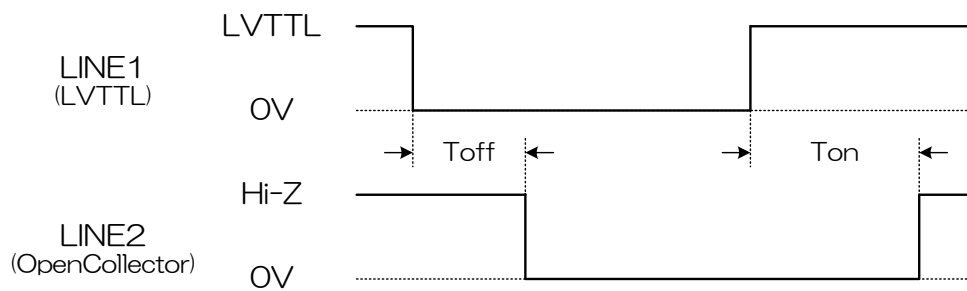 LVTTL
LINE1
(LVTTL)
0V
Toff
Ton
Hi-Z
LINE2
(OpenCollector)
0V